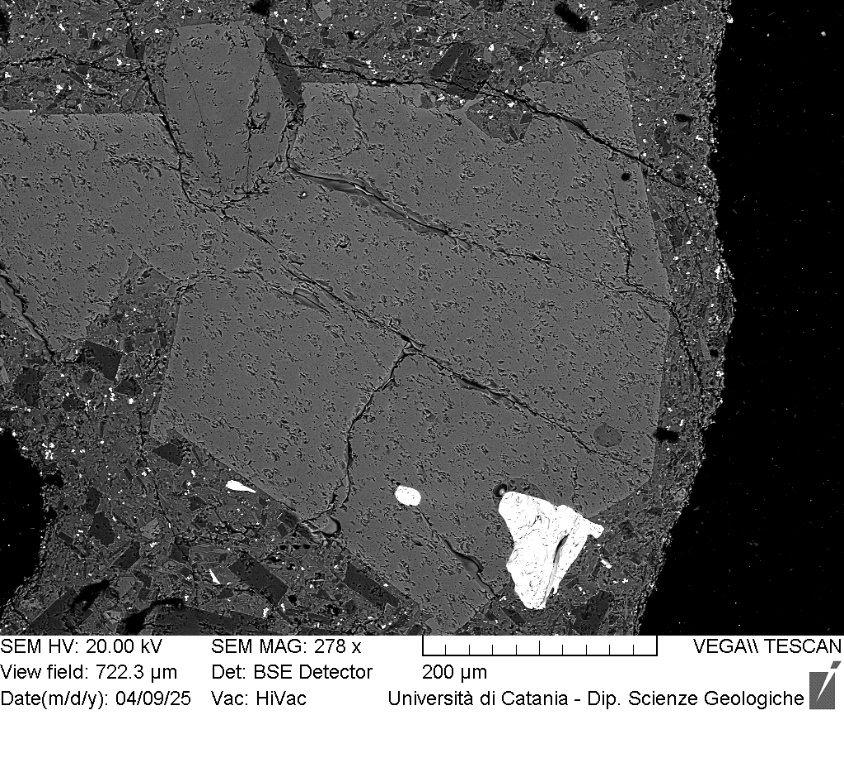 SEM HV: 20.00 kV SEM MAG: 278 x VEGA\\ TESCAN
View field: 722.3 µm Det: BSE Detector 200 µm
Date(m/d/y): 04/09/25 Vac: HiVac Università di Catania - Dip. Scienze Geologiche